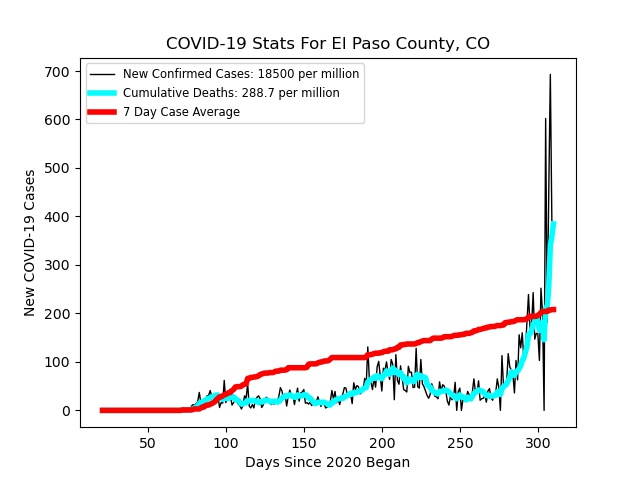 COVID-19 Stats For El Paso County, CO
New Confirmed Cases: 18500 per million
Cumulative Deaths: 288.7 per million
7 Day Case Average
700
600
500
400
300
200
100
0
New COVID-19 Cases
50 100 150 200 250 300
Days Since 2020 Began